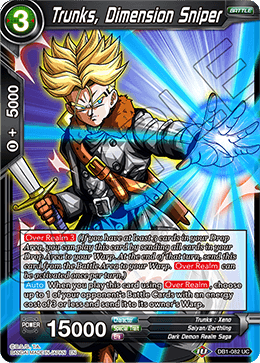 BATTLE
3 Trunks, Dimension Sniper
0 + 5000
Over Realm 3 (If you have at least 3 cards in your Drop
Area, you can play this card by sending all cards in your
Drop Area to your Warp. At the end of that turn, send this
card from the Battle Area to your Warp. Over Realm can
be activated once per turn.)
Auto When you play this card using Over Realm, choose
up to 1 of your opponent's Battle Cards with an energy
cost of 3 or less and send it to its owner's Warp.
POWER 15000
Character Trunks : Xeno
Special Trait Saiyan/Earthling
Era Dark Demon Realm Saga
DB1-082 UC